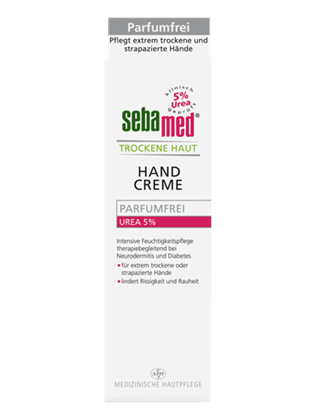 Parfumfrei
Pflegt extrem trockene und
strapazierte Hände
klinisch
5%
Urea
geprüft
sebamed®
TROCKENE HAUT
HAND
CREME
PARFUMFREI
UREA 5%
Intensive Feuchtigkeitspflege
therapiebegleitend bei
Neurodermitis und Diabetes
• für extrem trockene oder
strapazierte Hände
• lindert Rissigkeit und Rauheit
MEDIZINISCHE HAUTPFLEGE